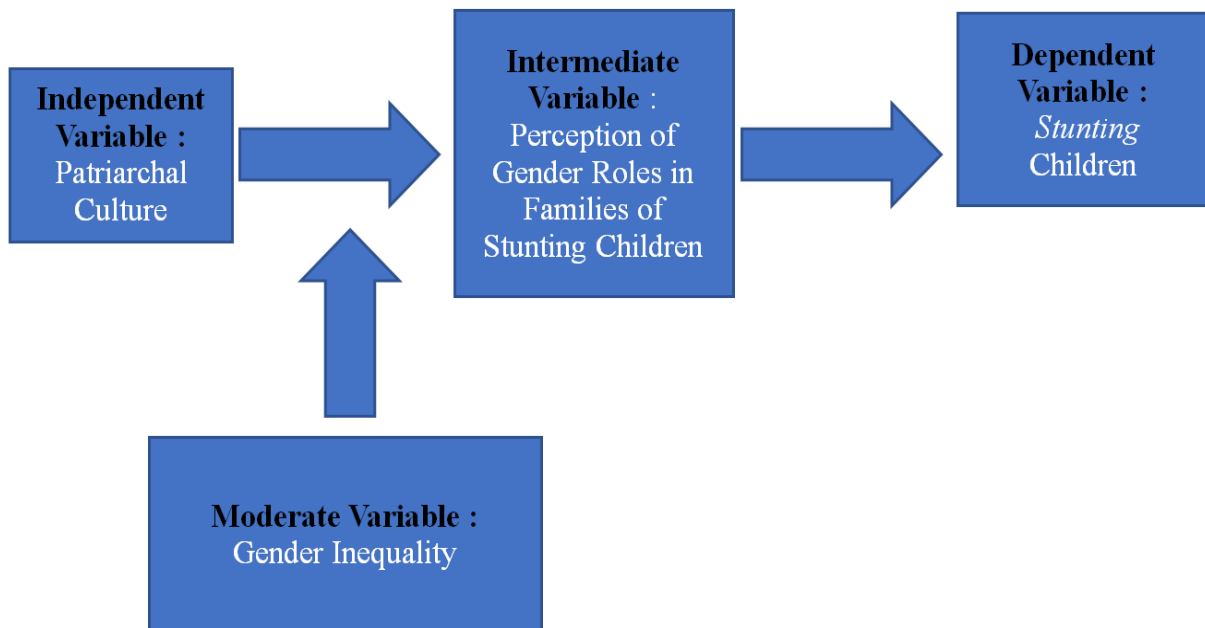 Independent
Variable :
Patriarchal
Culture
Intermediate
Variable :
Perception of
Gender Roles in
Families of
Stunting Children
Dependent
Variable :
Stunting
Children
Moderate Variable :
Gender Inequality